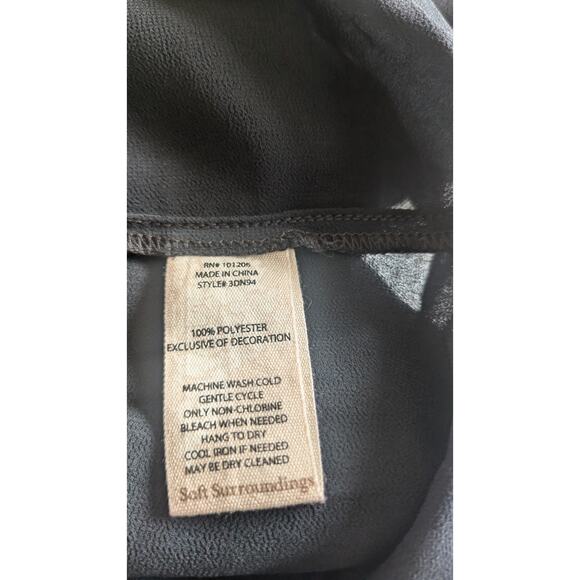 RN# 101206
MADE IN CHINA
STYLE# 3DN94
100% POLYESTER
EXCLUSIVE OF DECORATION
MACHINE WASH COLD
GENTLE CYCLE
ONLY NON-CHLORINE
BLEACH WHEN NEEDED
HANG TO DRY
COOL IRON IF NEEDED
MAY BE DRY CLEANED
Soft Surroundings